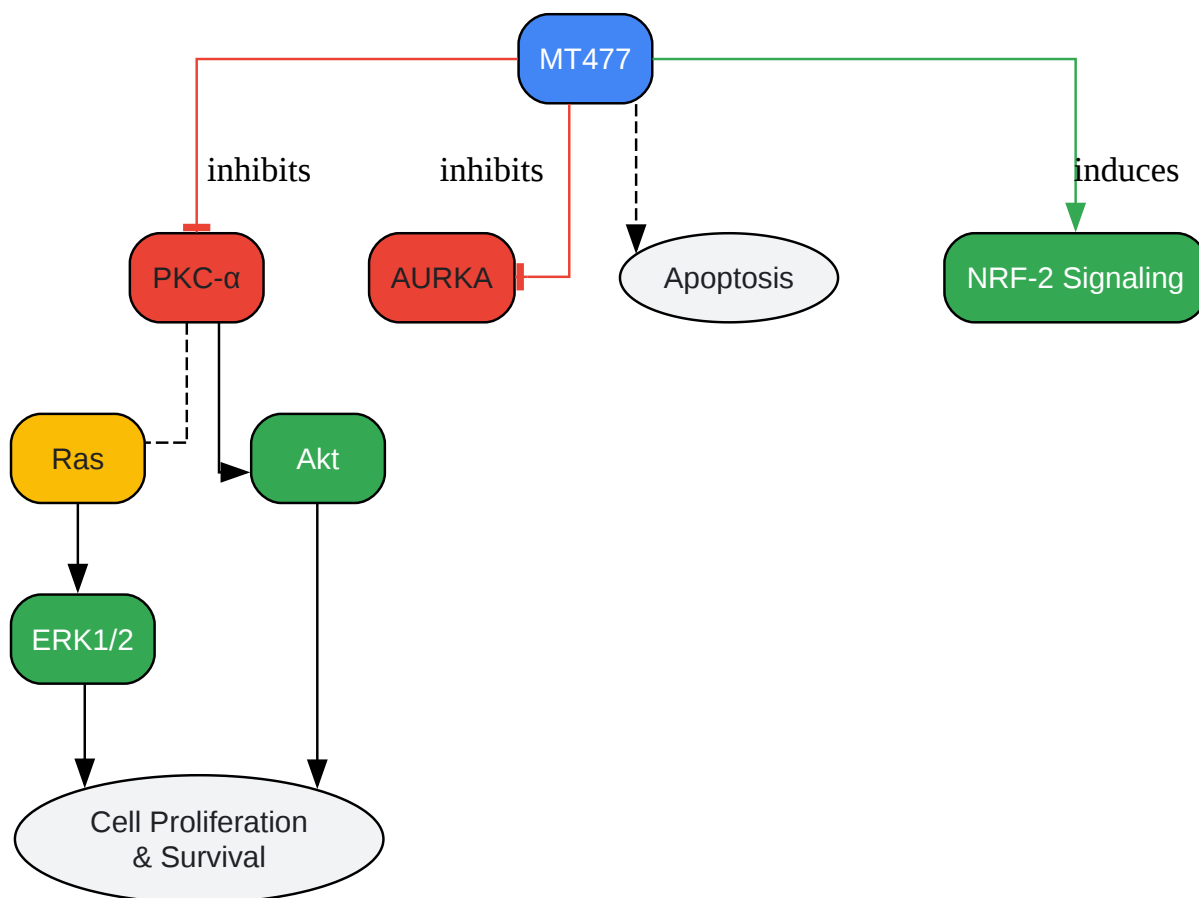 MT477
inhibits
inhibits
induces
PKC-α
AURKA
Apoptosis
NRF-2 Signaling
Ras
Akt
ERK1/2
Cell Proliferation
& Survival